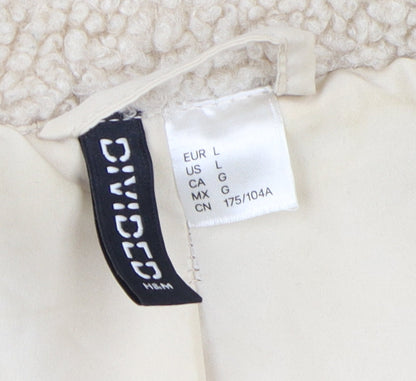 DIVIDED
H&M
EUR L
US L
CA G
MX G
CN 175/104A